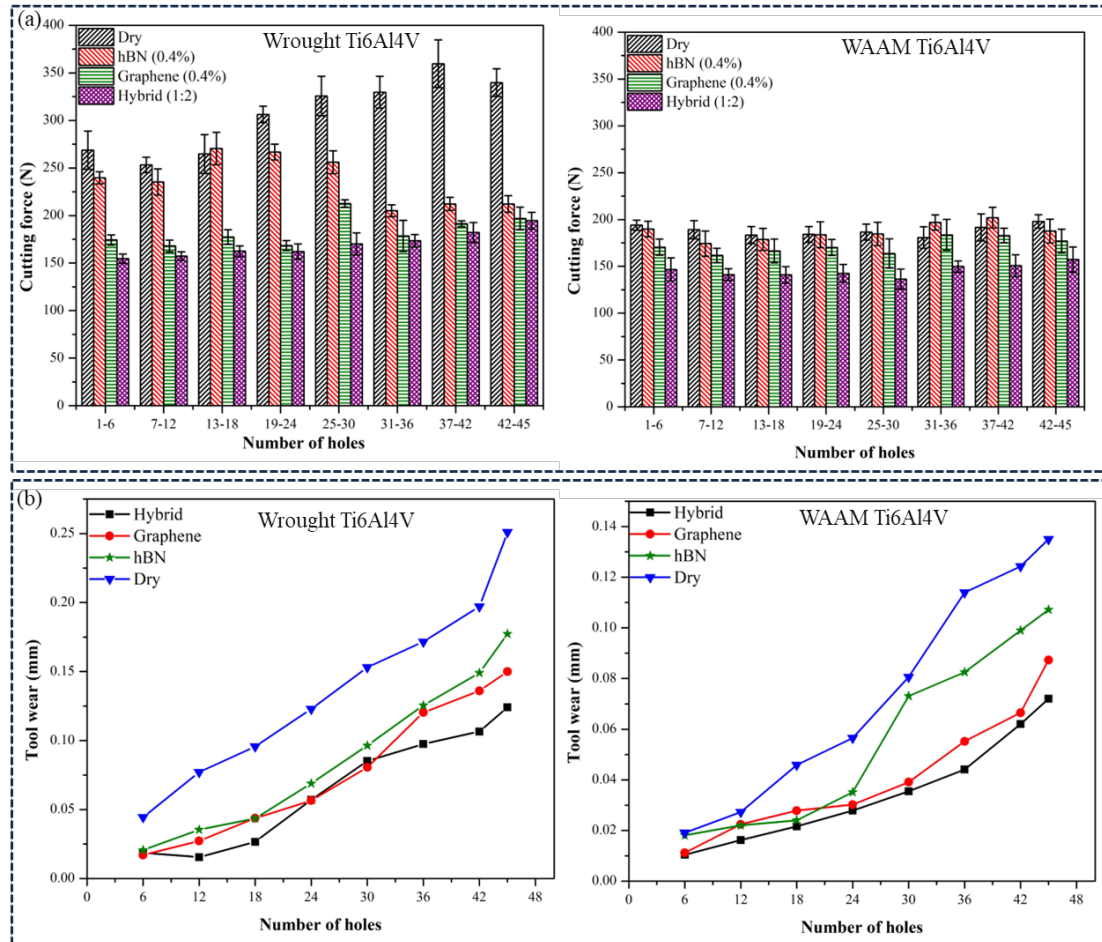 (a)
Wrought Ti6Al4V
Dry
hBN (0.4%)
Graphene (0.4%)
Hybrid (1:2)
Cutting force (N)
400
350
300
250
200
150
100
50
0
1-6 7-12 13-18 19-24 25-30 31-36 37-42 42-45
Number of holes
WAAM Ti6Al4V
Dry
hBN (0.4%)
Graphene (0.4%)
Hybrid (1:2)
Cutting force (N)
400
350
300
250
200
150
100
50
0
1-6 7-12 13-18 19-24 25-30 31-36 37-42 42-45
Number of holes
(b)
Wrought Ti6Al4V
Hybrid
Graphene
hBN
Dry
Tool wear (mm)
0.25
0.20
0.15
0.10
0.05
0.00
0 6 12 18 24 30 36 42 48
Number of holes
WAAM Ti6Al4V
Hybrid
Graphene
hBN
Dry
Tool wear (mm)
0.14
0.12
0.10
0.08
0.06
0.04
0.02
0.00
0 6 12 18 24 30 36 42 48
Number of holes